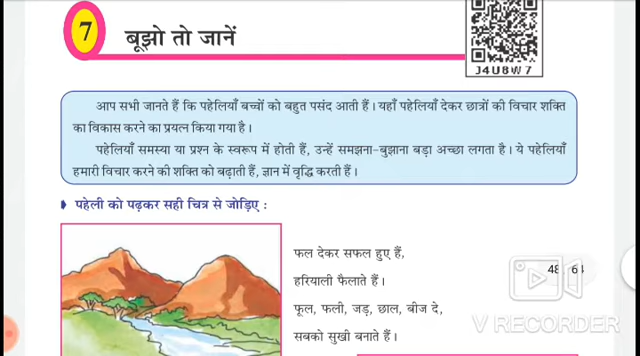 7
बूझो तो जानें
J4U8W7
आप सभी जानते हैं कि पहेलियाँ बच्चों को बहुत पसंद आती हैं। यहाँ पहेलियाँ देकर छात्रों की विचार शक्ति
का विकास करने का प्रयत्न किया गया है।
पहेलियाँ समस्या या प्रश्न के स्वरूप में होती हैं, उन्हें समझना-बुझाना बड़ा अच्छा लगता है। ये पहेलियाँ
हमारी विचार करने की शक्ति को बढ़ाती हैं, ज्ञान में वृद्धि करती हैं।
पहेली को पढ़कर सही चित्र से जोड़िए :
फल देकर सफल हुए हैं,
हरियाली फैलाते हैं।
फूल, फली, जड़, छाल, बीज दे,
सबको सुखी बनाते हैं।
V RECORDER